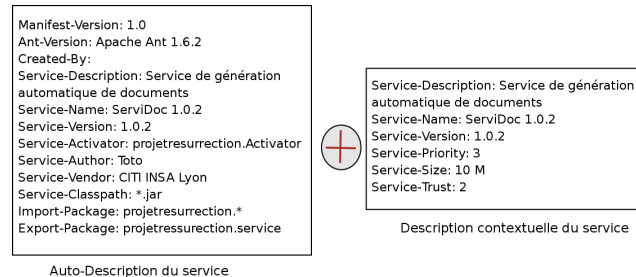 Manifest-Version: 1.0
Ant-Version: Apache Ant 1.6.2
Created-By:
Service-Description: Service de génération
automatique de documents
Service-Name: ServiDoc 1.0.2
Service-Version: 1.0.2
Service-Activator: projetresurrection.Activator
Service-Author: Toto
Service-Vendor: CITI INSA Lyon
Service-Classpath: *.jar
Import-Package: projetresurrection.*
Export-Package: projetressurection.service
Auto-Description du service
Service-Description: Service de génération
automatique de documents
Service-Name: ServiDoc 1.0.2
Service-Version: 1.0.2
Service-Priority: 3
Service-Size: 10 M
Service-Trust: 2
Description contextuelle du service